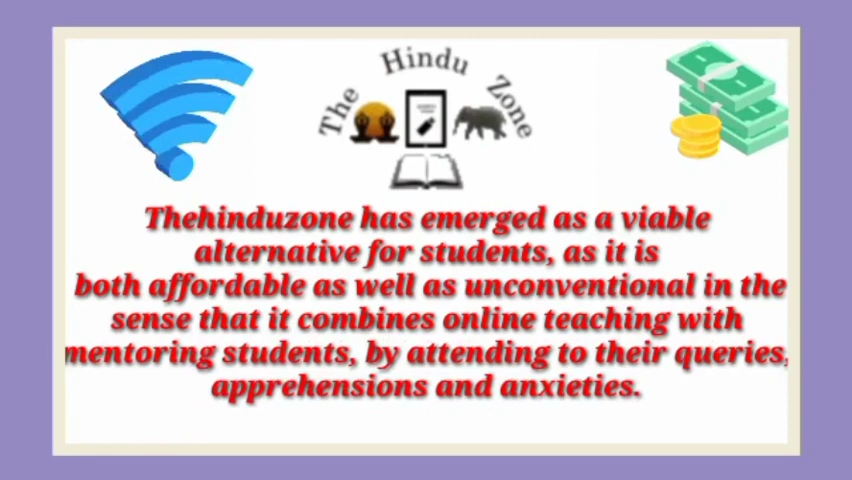 The Hindu Zone
Thehinduzone has emerged as a viable
alternative for students, as it is
both affordable as well as unconventional in the
sense that it combines online teaching with
mentoring students, by attending to their queries,
apprehensions and anxieties.